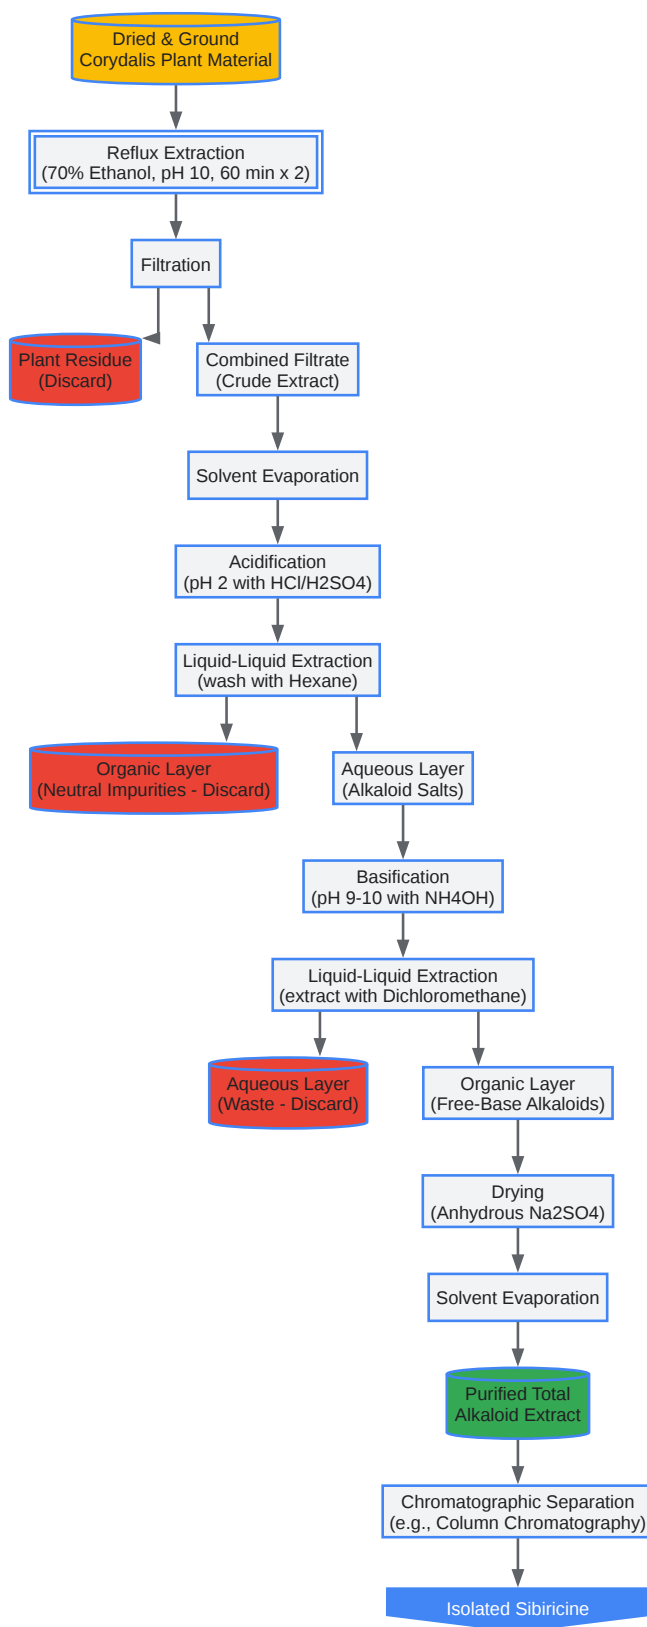 Dried & Ground
Corydalis Plant Material
Reflux Extraction
(70% Ethanol, pH 10, 60 min x 2)
Filtration
Plant Residue
(Discard)
Combined Filtrate
(Crude Extract)
Solvent Evaporation
Acidification
(pH 2 with HCl/H2SO4)
Liquid-Liquid Extraction
(wash with Hexane)
Organic Layer
(Neutral Impurities - Discard)
Aqueous Layer
(Alkaloid Salts)
Basification
(pH 9-10 with NH4OH)
Liquid-Liquid Extraction
(extract with Dichloromethane)
Aqueous Layer
(Waste - Discard)
Organic Layer
(Free-Base Alkaloids)
Drying
(Anhydrous Na2SO4)
Solvent Evaporation
Purified Total
Alkaloid Extract
Chromatographic Separation
(e.g., Column Chromatography)
Isolated Sibiricine